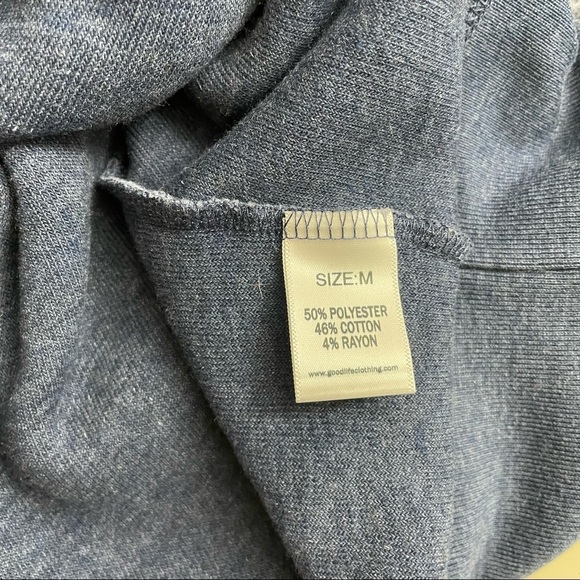 SIZE:M
50% POLYESTER
46% COTTON
4% RAYON
www.goodlifeclothing.com